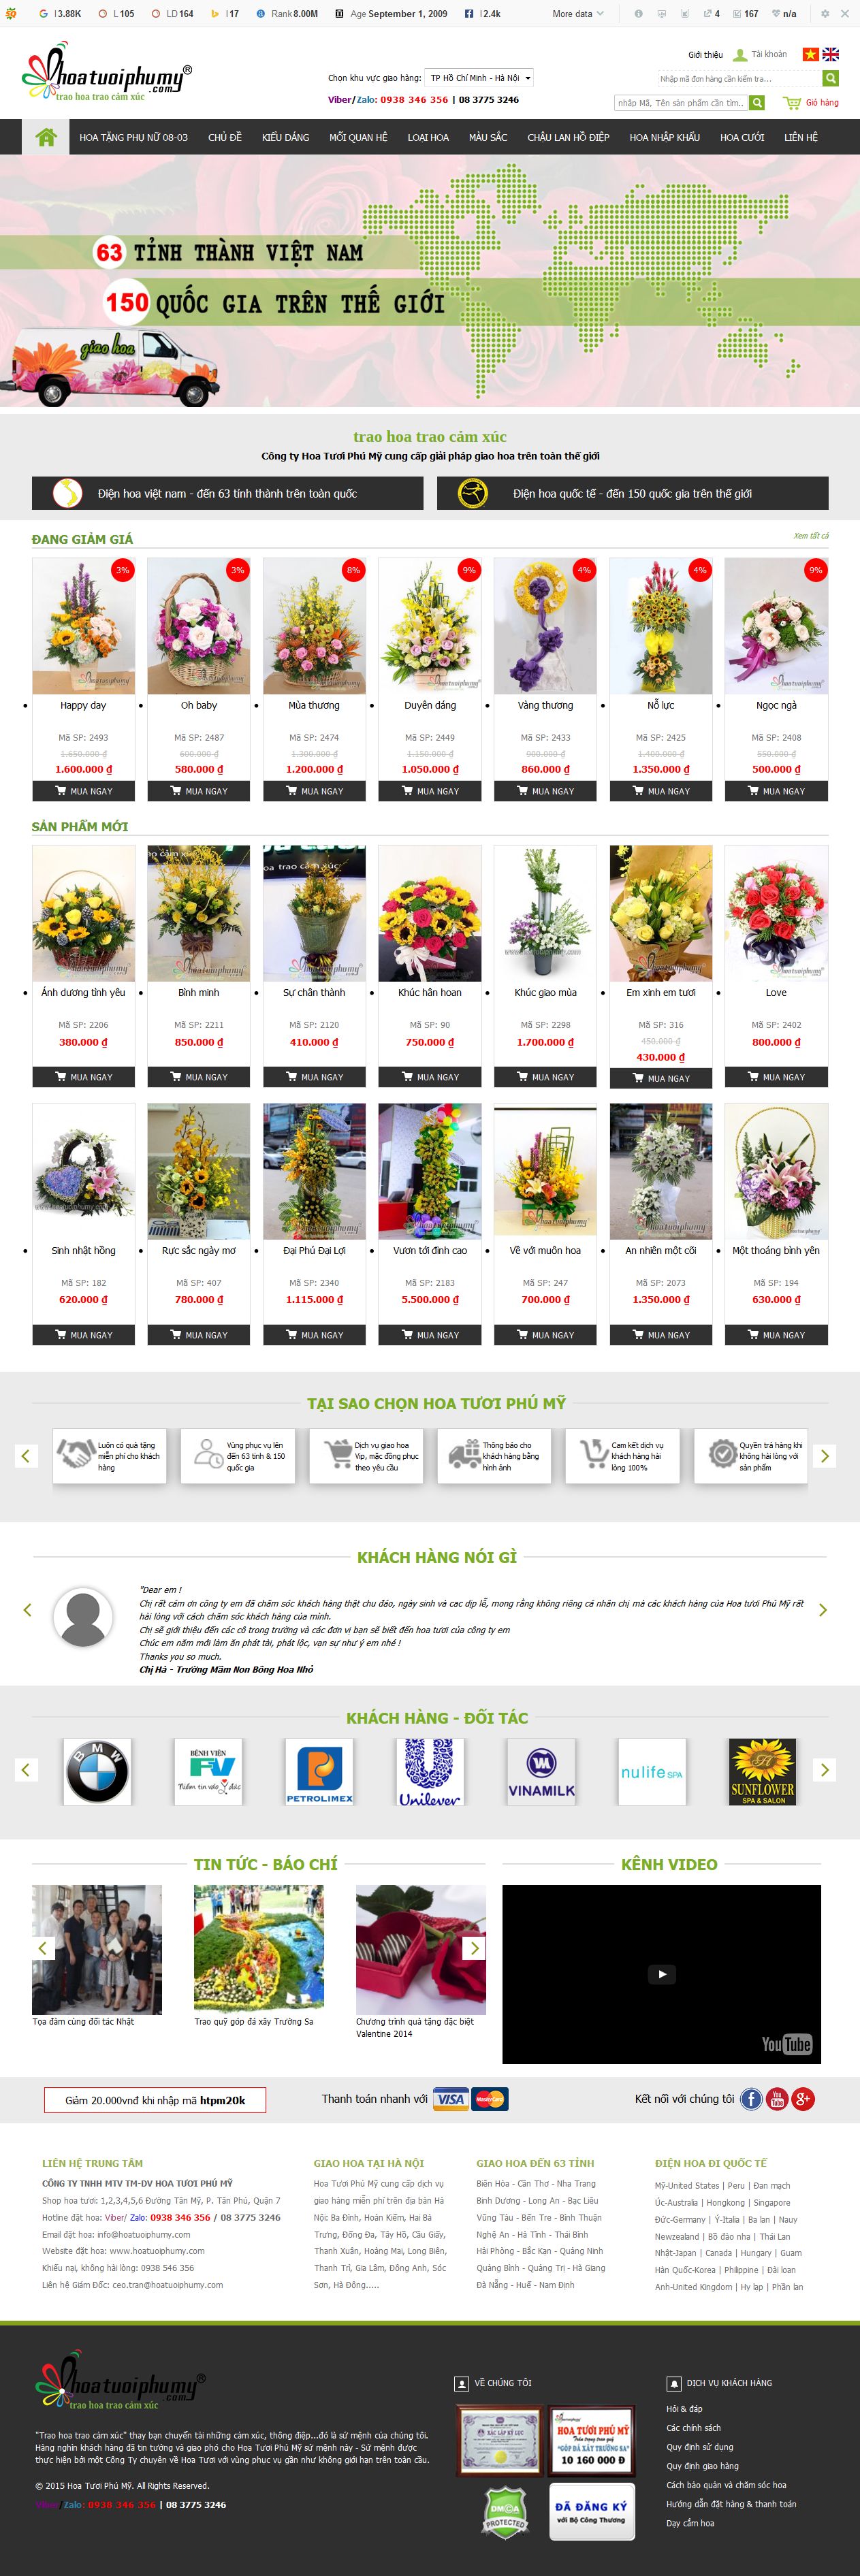 I 3.88K L 105 LD 164 I 17 Rank 8.00M Age September 1, 2009 I 2.4k More data 4 167 n/a
hoatuoiphumy®
.com
trao hoa trao cảm xúc
Chọn khu vực giao hàng: TP Hồ Chí Minh - Hà Nội
Viber/Zalo: 0938 346 356 | 08 3775 3246
Giới thiệu Tài khoản
Nhập mã đơn hàng cần kiểm tra...
nhập Mã, Tên sản phẩm cần tìm.. Giỏ hàng
HOA TẶNG PHỤ NỮ 08-03 CHỦ ĐỀ KIỂU DÁNG MỐI QUAN HỆ LOẠI HOA MÀU SẮC CHẬU LAN HỒ ĐIỆP HOA NHẬP KHẨU HOA CƯỚI LIÊN HỆ
63 TỈNH THÀNH VIỆT NAM
150 QUỐC GIA TRÊN THẾ GIỚI
giao hoa
trao hoa trao cảm xúc
Công ty Hoa Tươi Phú Mỹ cung cấp giải pháp giao hoa trên toàn thế giới
Điện hoa việt nam - đến 63 tỉnh thành trên toàn quốc
Điện hoa quốc tế - đến 150 quốc gia trên thế giới
ĐANG GIẢM GIÁ
Xem tất cả
3% 3% 8% 9% 4% 4% 9%
Happy day Oh baby Mùa thương Duyên dáng Vàng thương Nỗ lực Ngọc ngà
Mã SP: 2493 Mã SP: 2487 Mã SP: 2474 Mã SP: 2449 Mã SP: 2433 Mã SP: 2425 Mã SP: 2408
1.650.000 ₫ 600.000 ₫ 1.300.000 ₫ 1.150.000 ₫ 900.000 ₫ 1.400.000 ₫ 550.000 ₫
1.600.000 ₫ 580.000 ₫ 1.200.000 ₫ 1.050.000 ₫ 860.000 ₫ 1.350.000 ₫ 500.000 ₫
MUA NGAY MUA NGAY MUA NGAY MUA NGAY MUA NGAY MUA NGAY MUA NGAY
SẢN PHẨM MỚI
Ánh dương tình yêu Bình minh Sự chân thành Khúc hân hoan Khúc giao mùa Em xinh em tươi Love
Mã SP: 2206 Mã SP: 2211 Mã SP: 2120 Mã SP: 90 Mã SP: 2298 Mã SP: 316 Mã SP: 2402
380.000 ₫ 850.000 ₫ 410.000 ₫ 750.000 ₫ 1.700.000 ₫ 450.000 ₫ 800.000 ₫
430.000 ₫
MUA NGAY MUA NGAY MUA NGAY MUA NGAY MUA NGAY MUA NGAY MUA NGAY
Sinh nhật hồng Rực sắc ngày mơ Đại Phú Đại Lợi Vươn tới đỉnh cao Về với muôn hoa An nhiên một cõi Một thoáng bình yên
Mã SP: 182 Mã SP: 407 Mã SP: 2340 Mã SP: 2183 Mã SP: 247 Mã SP: 2073 Mã SP: 194
620.000 ₫ 780.000 ₫ 1.115.000 ₫ 5.500.000 ₫ 700.000 ₫ 1.350.000 ₫ 630.000 ₫
MUA NGAY MUA NGAY MUA NGAY MUA NGAY MUA NGAY MUA NGAY MUA NGAY
TẠI SAO CHỌN HOA TƯƠI PHÚ MỸ
Luôn có quà tặng
miễn phí cho khách
hàng
Vùng phục vụ lên
đến 63 tỉnh & 150
quốc gia
Dịch vụ giao hoa
Vip, mặc đồng phục
theo yêu cầu
Thông báo cho
khách hàng bằng
hình ảnh
Cam kết dịch vụ
khách hàng hài
lòng 100%
Quyền trả hàng khi
không hài lòng với
sản phẩm
KHÁCH HÀNG NÓI GÌ
"Dear em !
Chị rất cảm ơn công ty em đã chăm sóc khách hàng thật chu đáo, ngày sinh và cac dịp lễ, mong rằng không riêng cá nhân chị mà các khách hàng của Hoa tươi Phú Mỹ rất
hài lòng với cách chăm sóc khách hàng của mình.
Chị sẽ giới thiệu đến các cô trong trường và các đơn vị bạn sẽ biết đến hoa tươi của công ty em
Chúc em năm mới làm ăn phát tài, phát lộc, vạn sự như ý em nhé !
Thanks you so much.
Chị Hà - Trường Mầm Non Bông Hoa Nhỏ
KHÁCH HÀNG - ĐỐI TÁC
BMW
BỆNH VIỆN
FV
Niềm tin vào y đức
PETROLIMEX
Unilever
VINAMILK
nulife SPA
SUNFLOWER
SPA & SALON
TIN TỨC - BÁO CHÍ
Tọa đàm cùng đối tác Nhật
Trao quỹ góp đá xây Trường Sa
Chương trình quà tặng đặc biệt
Valentine 2014
KÊNH VIDEO
YouTube
Giảm 20.000vnđ khi nhập mã htpm20k
Thanh toán nhanh với VISA MasterCard
Kết nối với chúng tôi
LIÊN HỆ TRUNG TÂM
CÔNG TY TNHH MTV TM-DV HOA TƯƠI PHÚ MỸ
Shop hoa tươi: 1,2,3,4,5,6 Đường Tân Mỹ, P. Tân Phú, Quận 7
Hotline đặt hoa: Viber/ Zalo: 0938 346 356 / 08 3775 3246
Email đặt hoa: info@hoatuoiphumy.com
Website đặt hoa: www.hoatuoiphumy.com
Khiếu nại, không hài lòng: 0938 546 356
Liên hệ Giám Đốc: ceo.tran@hoatuoiphumy.com
GIAO HOA TẠI HÀ NỘI
Hoa Tươi Phú Mỹ cung cấp dịch vụ
giao hàng miễn phí trên địa bàn Hà
Nộc Ba Đình, Hoàn Kiếm, Hai Bà
Trưng, Đống Đa, Tây Hồ, Cầu Giấy,
Thanh Xuân, Hoàng Mai, Long Biên,
Thanh Trì, Gia Lâm, Đông Anh, Sóc
Sơn, Hà Đông.....
GIAO HOA ĐẾN 63 TỈNH
Biên Hòa - Cần Thơ - Nha Trang
Bình Dương - Long An - Bạc Liêu
Vũng Tàu - Bến Tre - Bình Thuận
Nghệ An - Hà Tĩnh - Thái Bình
Hải Phòng - Bắc Kạn - Quảng Ninh
Quảng Bình - Quảng Trị - Hà Giang
Đà Nẵng - Huế - Nam Định
ĐIỆN HOA ĐI QUỐC TẾ
Mỹ-United States | Peru | Đan mạch
Úc-Australia | Hongkong | Singapore
Đức-Germany | Ý-Italia | Ba lan | Nauy
Newzealand | Bồ đào nha | Thái Lan
Nhật-Japan | Canada | Hungary | Guam
Hàn Quốc-Korea | Philippine | Đài loan
Anh-United Kingdom | Hy lạp | Phần lan
hoatuoiphumy®
.com
trao hoa trao cảm xúc
"Trao hoa trao cảm xúc" thay bạn chuyển tải những cảm xúc, thông điệp...đó là sứ mệnh của chúng tôi.
Hàng nghìn khách hàng đã tin tưởng và giao phó cho Hoa Tươi Phú Mỹ sứ mệnh này - Sứ mệnh được
thực hiện bởi một Công Ty chuyên về Hoa Tươi với vùng phục vụ gần như không giới hạn trên toàn cầu.
© 2015 Hoa Tươi Phú Mỹ. All Rights Reserved.
Viber/Zalo: 0938 346 356 | 08 3775 3246
VỀ CHÚNG TÔI
XÁC LẬP KỶ LỤC
HOA TƯƠI PHÚ MỸ
"GÓP ĐÁ XÂY TRƯỜNG SA"
10 160 000 Đ
DMCA
PROTECTED
ĐÃ ĐĂNG KÝ
với Bộ Công Thương
DỊCH VỤ KHÁCH HÀNG
Hỏi & đáp
Các chính sách
Quy định sử dụng
Quy định giao hàng
Cách bảo quản và chăm sóc hoa
Hướng dẫn đặt hàng & thanh toán
Dạy cắm hoa